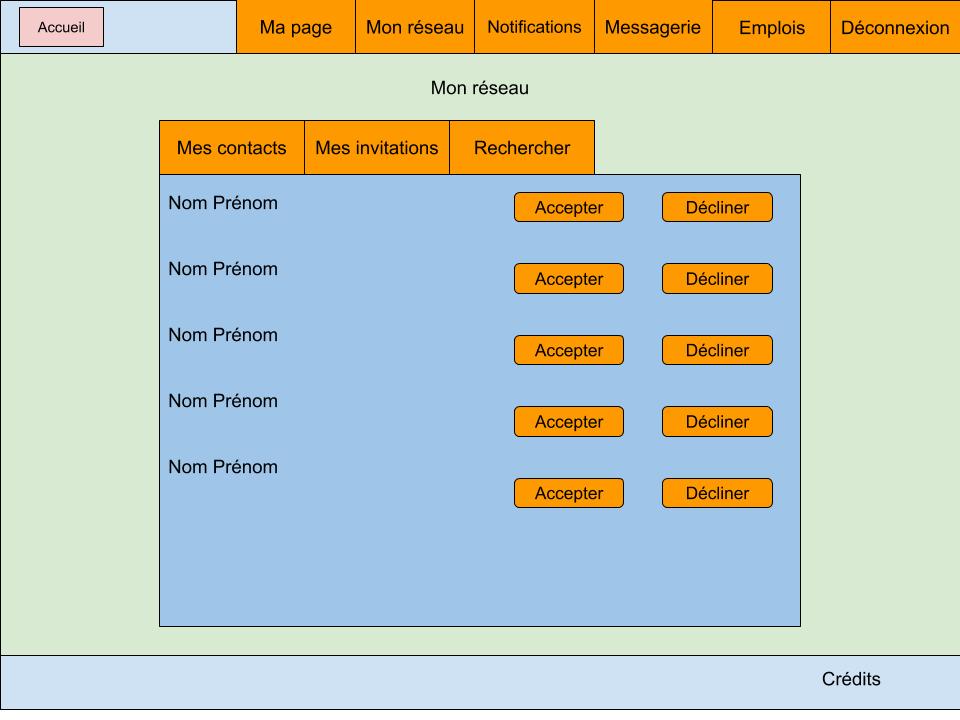 Accueil
Ma page
Mon réseau
Notifications
Messagerie
Emplois
Déconnexion
Mon réseau
Mes contacts
Mes invitations
Rechercher
Nom Prénom
Accepter
Décliner
Nom Prénom
Accepter
Décliner
Nom Prénom
Accepter
Décliner
Nom Prénom
Accepter
Décliner
Nom Prénom
Accepter
Décliner
Crédits